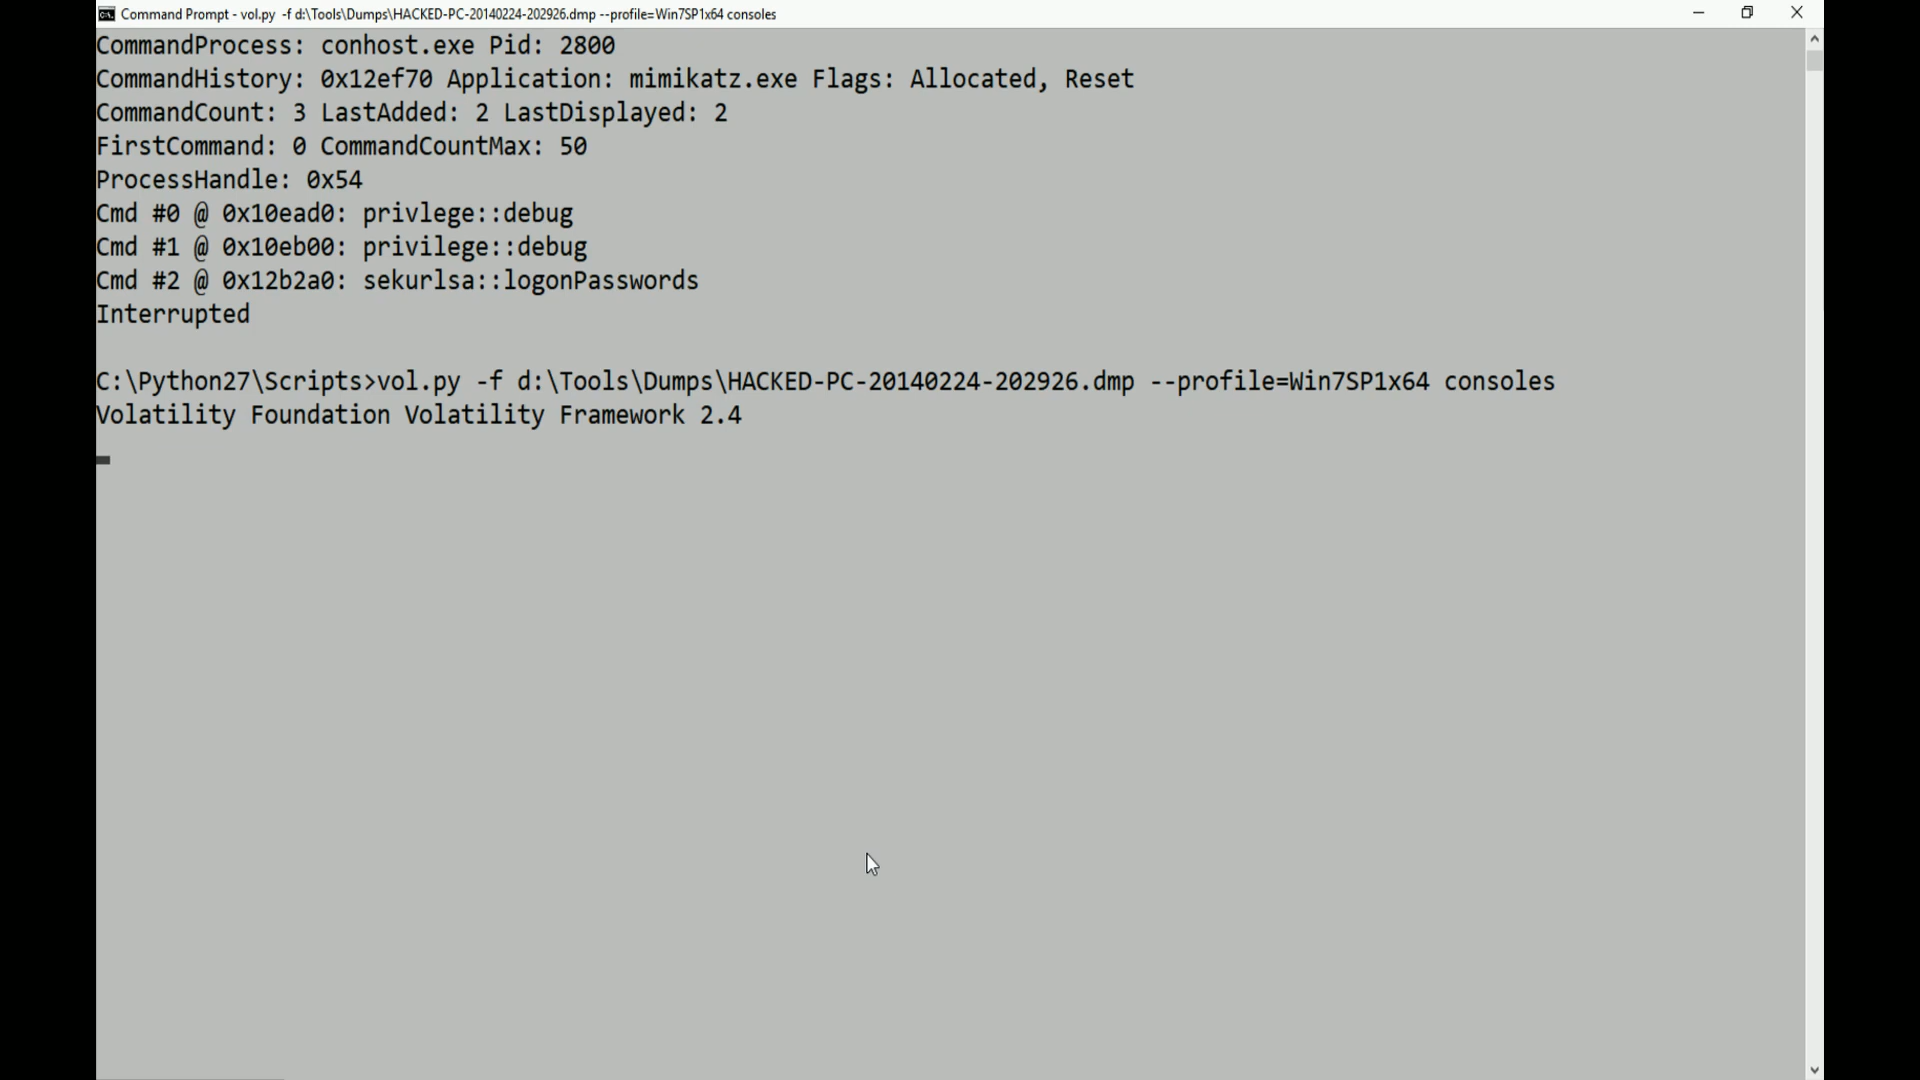 Command Prompt - vol.py -f d:\Tools\Dumps\HACKED-PC-20140224-202926.dmp --profile=Win7SP1x64 consoles
CommandProcess: conhost.exe Pid: 2800
CommandHistory: 0x12ef70 Application: mimikatz.exe Flags: Allocated, Reset
CommandCount: 3 LastAdded: 2 LastDisplayed: 2
FirstCommand: 0 CommandCountMax: 50
ProcessHandle: 0x54
Cmd #0 @ 0x10ead0: privlege::debug
Cmd #1 @ 0x10eb00: privilege::debug
Cmd #2 @ 0x12b2a0: sekurlsa::logonPasswords
Interrupted
C:\Python27\Scripts>vol.py -f d:\Tools\Dumps\HACKED-PC-20140224-202926.dmp --profile=Win7SP1x64 consoles
Volatility Foundation Volatility Framework 2.4